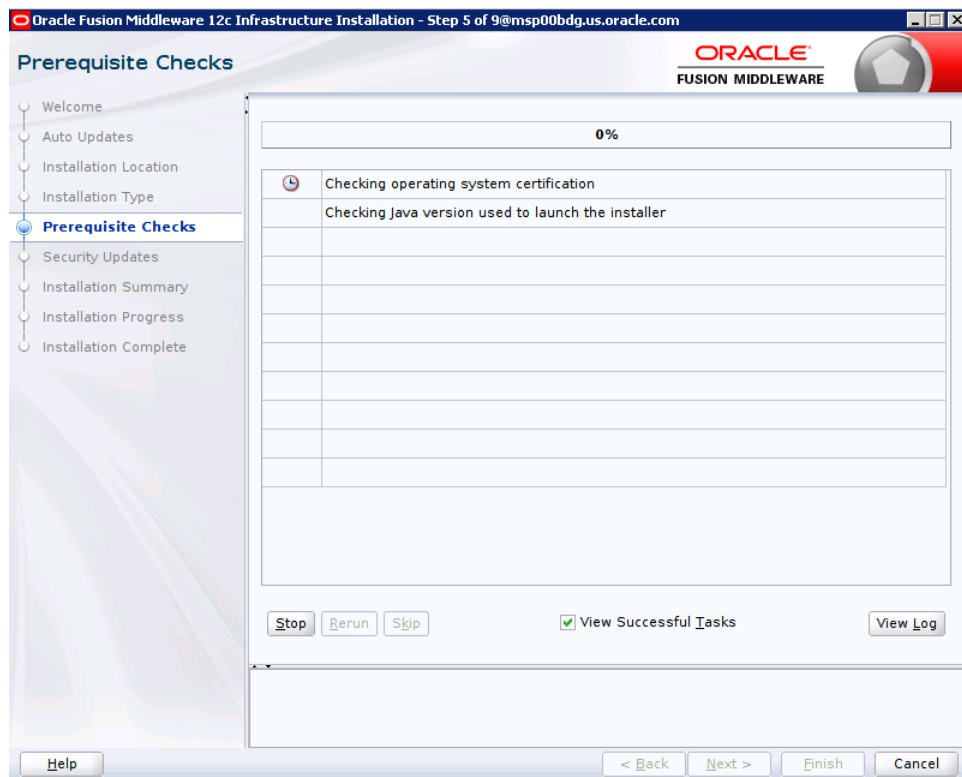 Oracle Fusion Middleware 12c Infrastructure Installation - Step 5 of 9@msp00bdg.us.oracle.com
Prerequisite Checks
ORACLE
FUSION MIDDLEWARE
Welcome
Auto Updates
Installation Location
Installation Type
Prerequisite Checks
Security Updates
Installation Summary
Installation Progress
Installation Complete
0%
Checking operating system certification
Checking Java version used to launch the installer
Stop Rerun Skip View Successful Tasks View Log
Help < Back Next > Finish Cancel